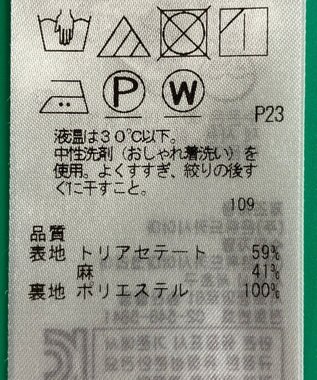 P W
P23
液温は30℃以下。
中性洗剤（おしゃれ着洗い）を
使用。よくすすぎ、絞りの後す
ぐに干すこと。
109
品質
表地 トリアセテート 59%
麻 41%
裏地 ポリエステル 100%